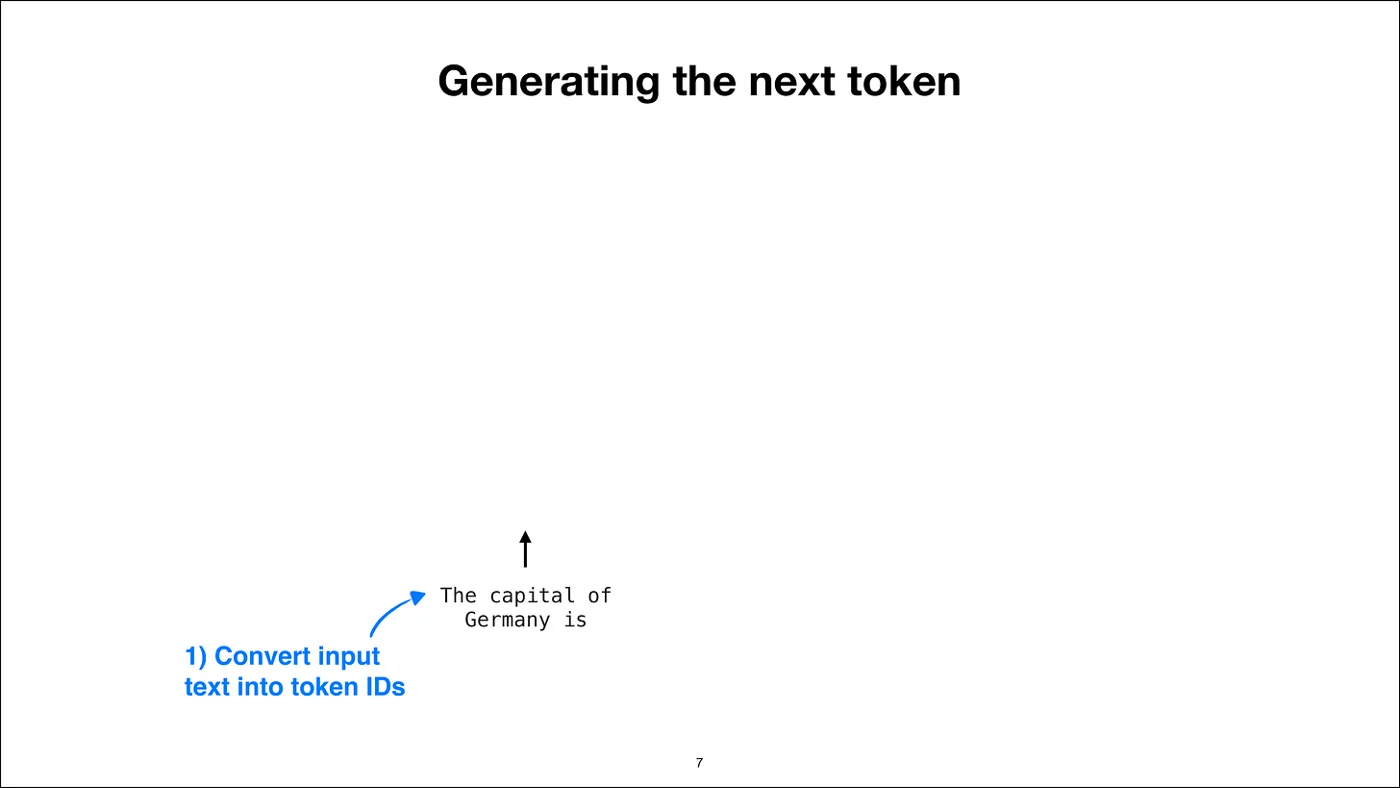 Generating the next token
The capital of
Germany is
1) Convert input
text into token IDs
7